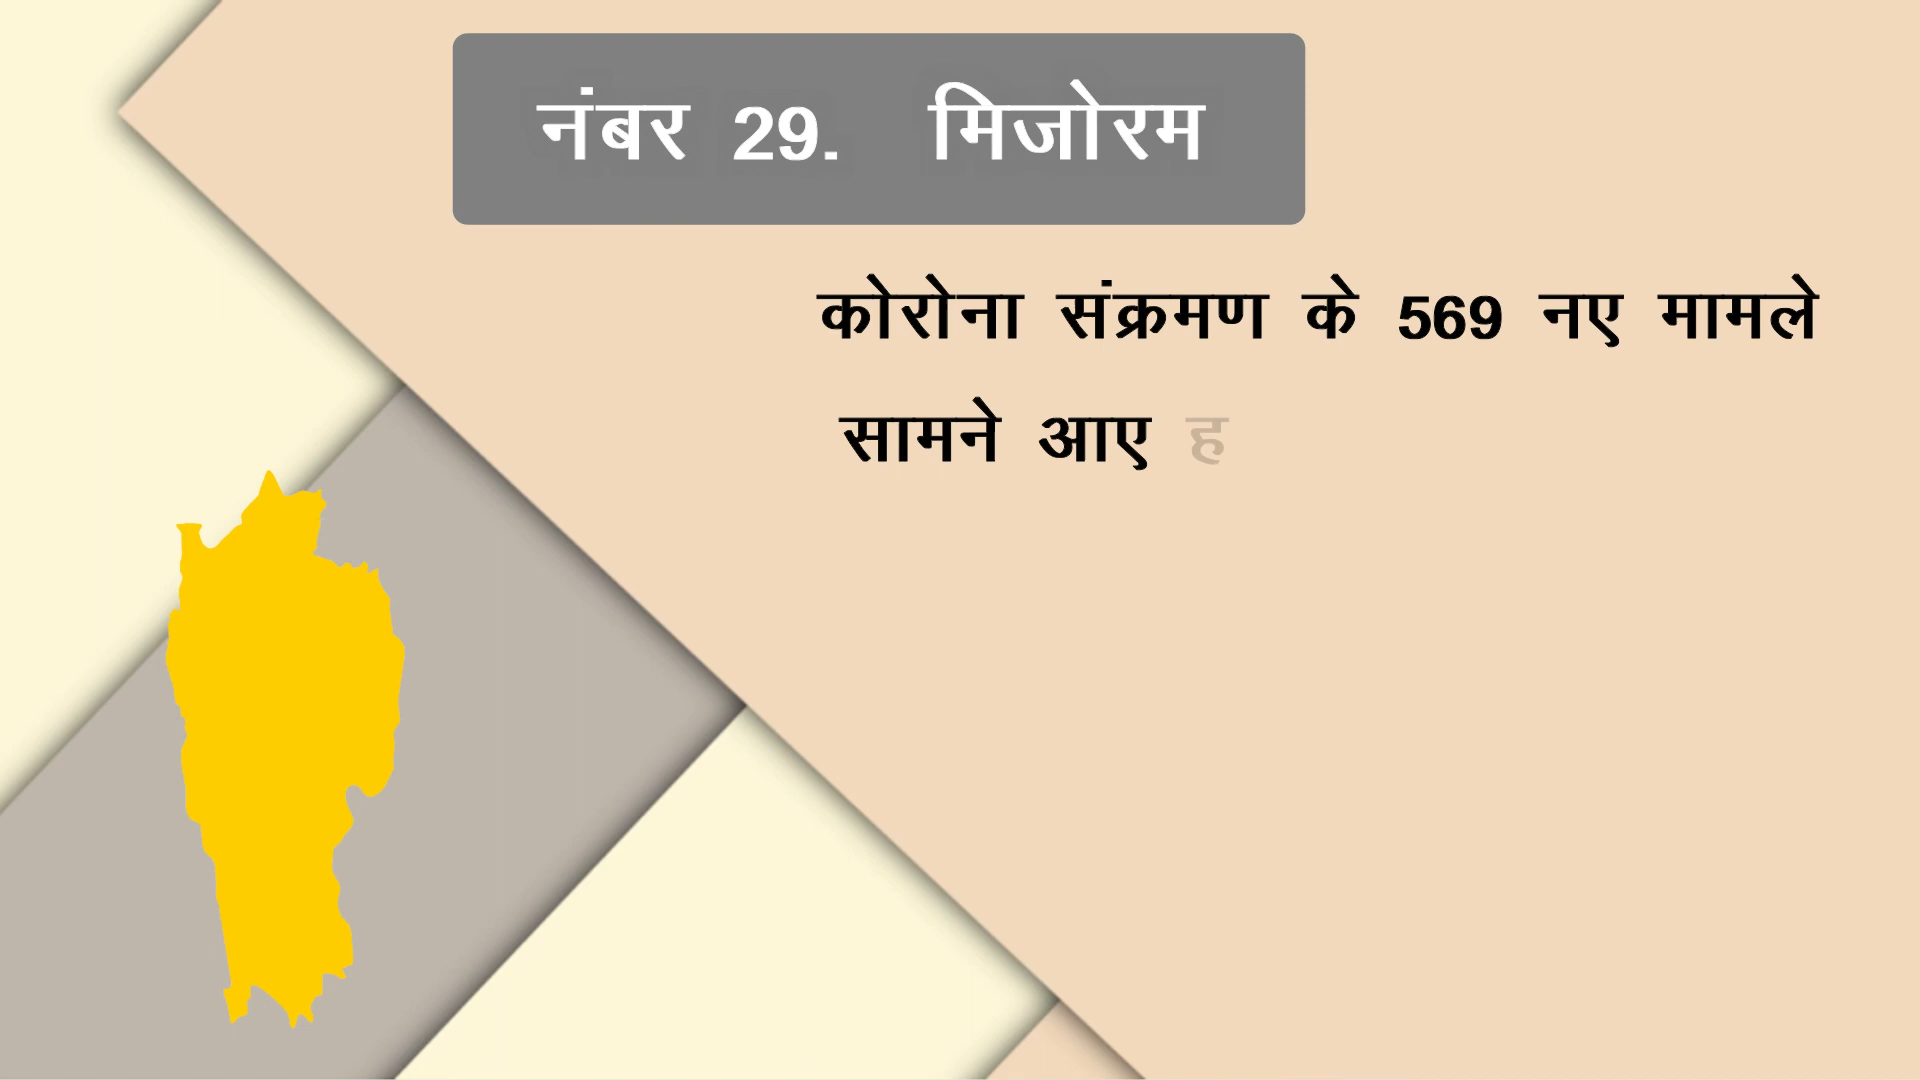 नंबर 29. मिजोरम
कोरोना संक्रमण के 569 नए मामले
सामने आए ह